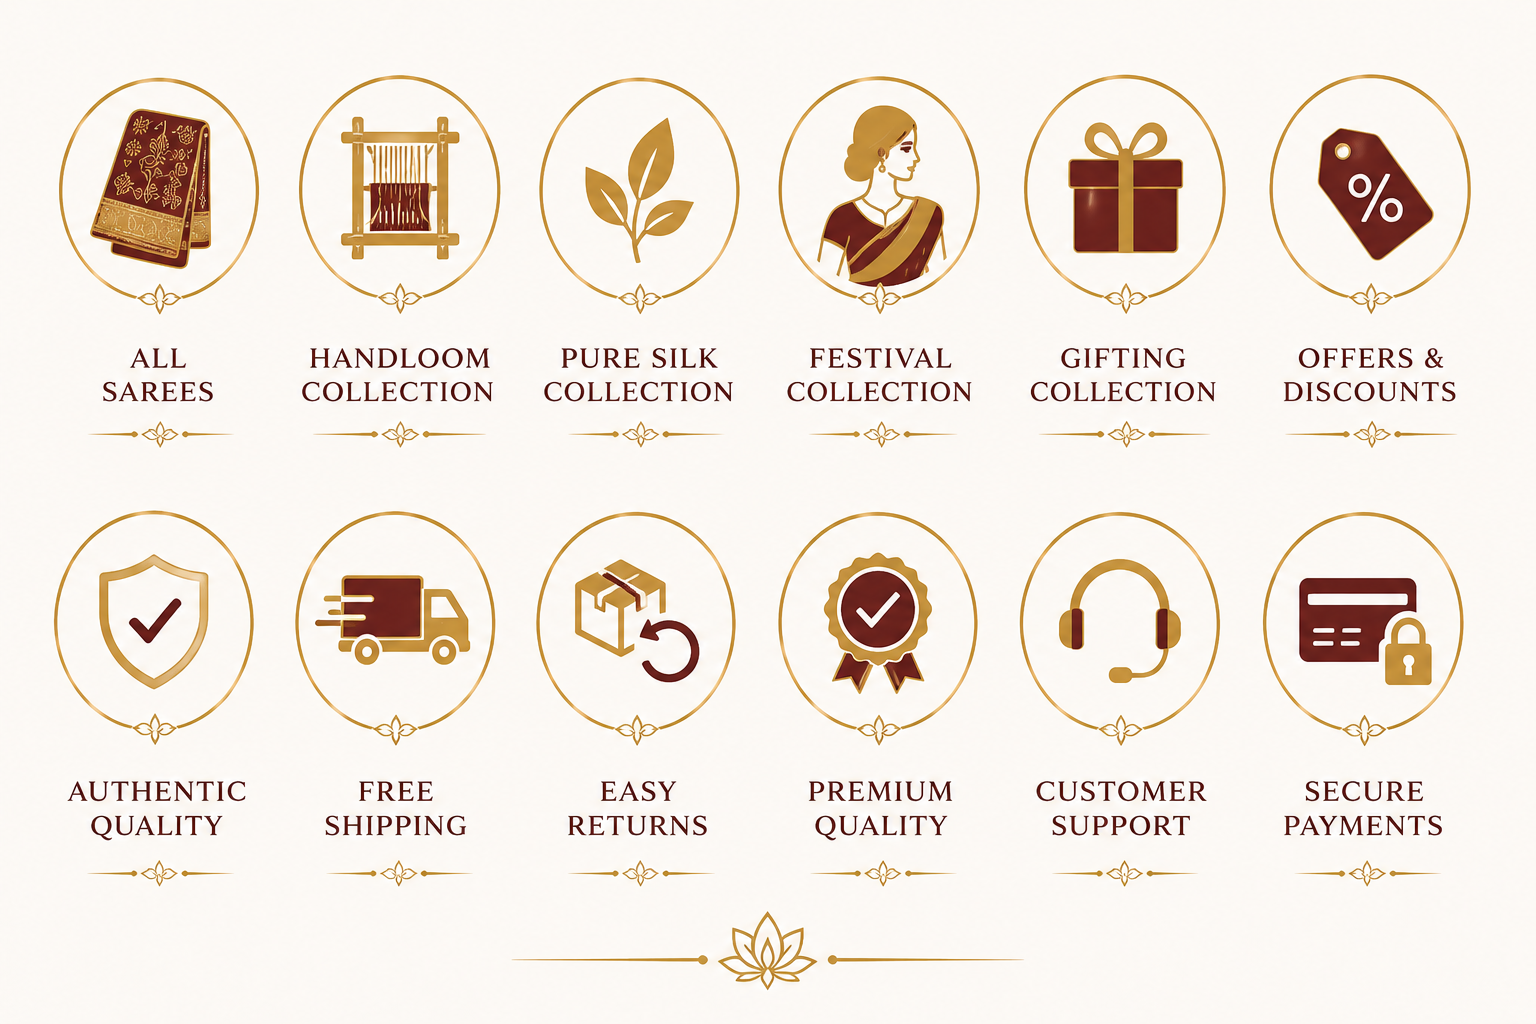 ALL
SAREES
HANDLOOM
COLLECTION
PURE SILK
COLLECTION
FESTIVAL
COLLECTION
GIFTING
COLLECTION
%
OFFERS &
DISCOUNTS
AUTHENTIC
QUALITY
FREE
SHIPPING
EASY
RETURNS
PREMIUM
QUALITY
CUSTOMER
SUPPORT
SECURE
PAYMENTS